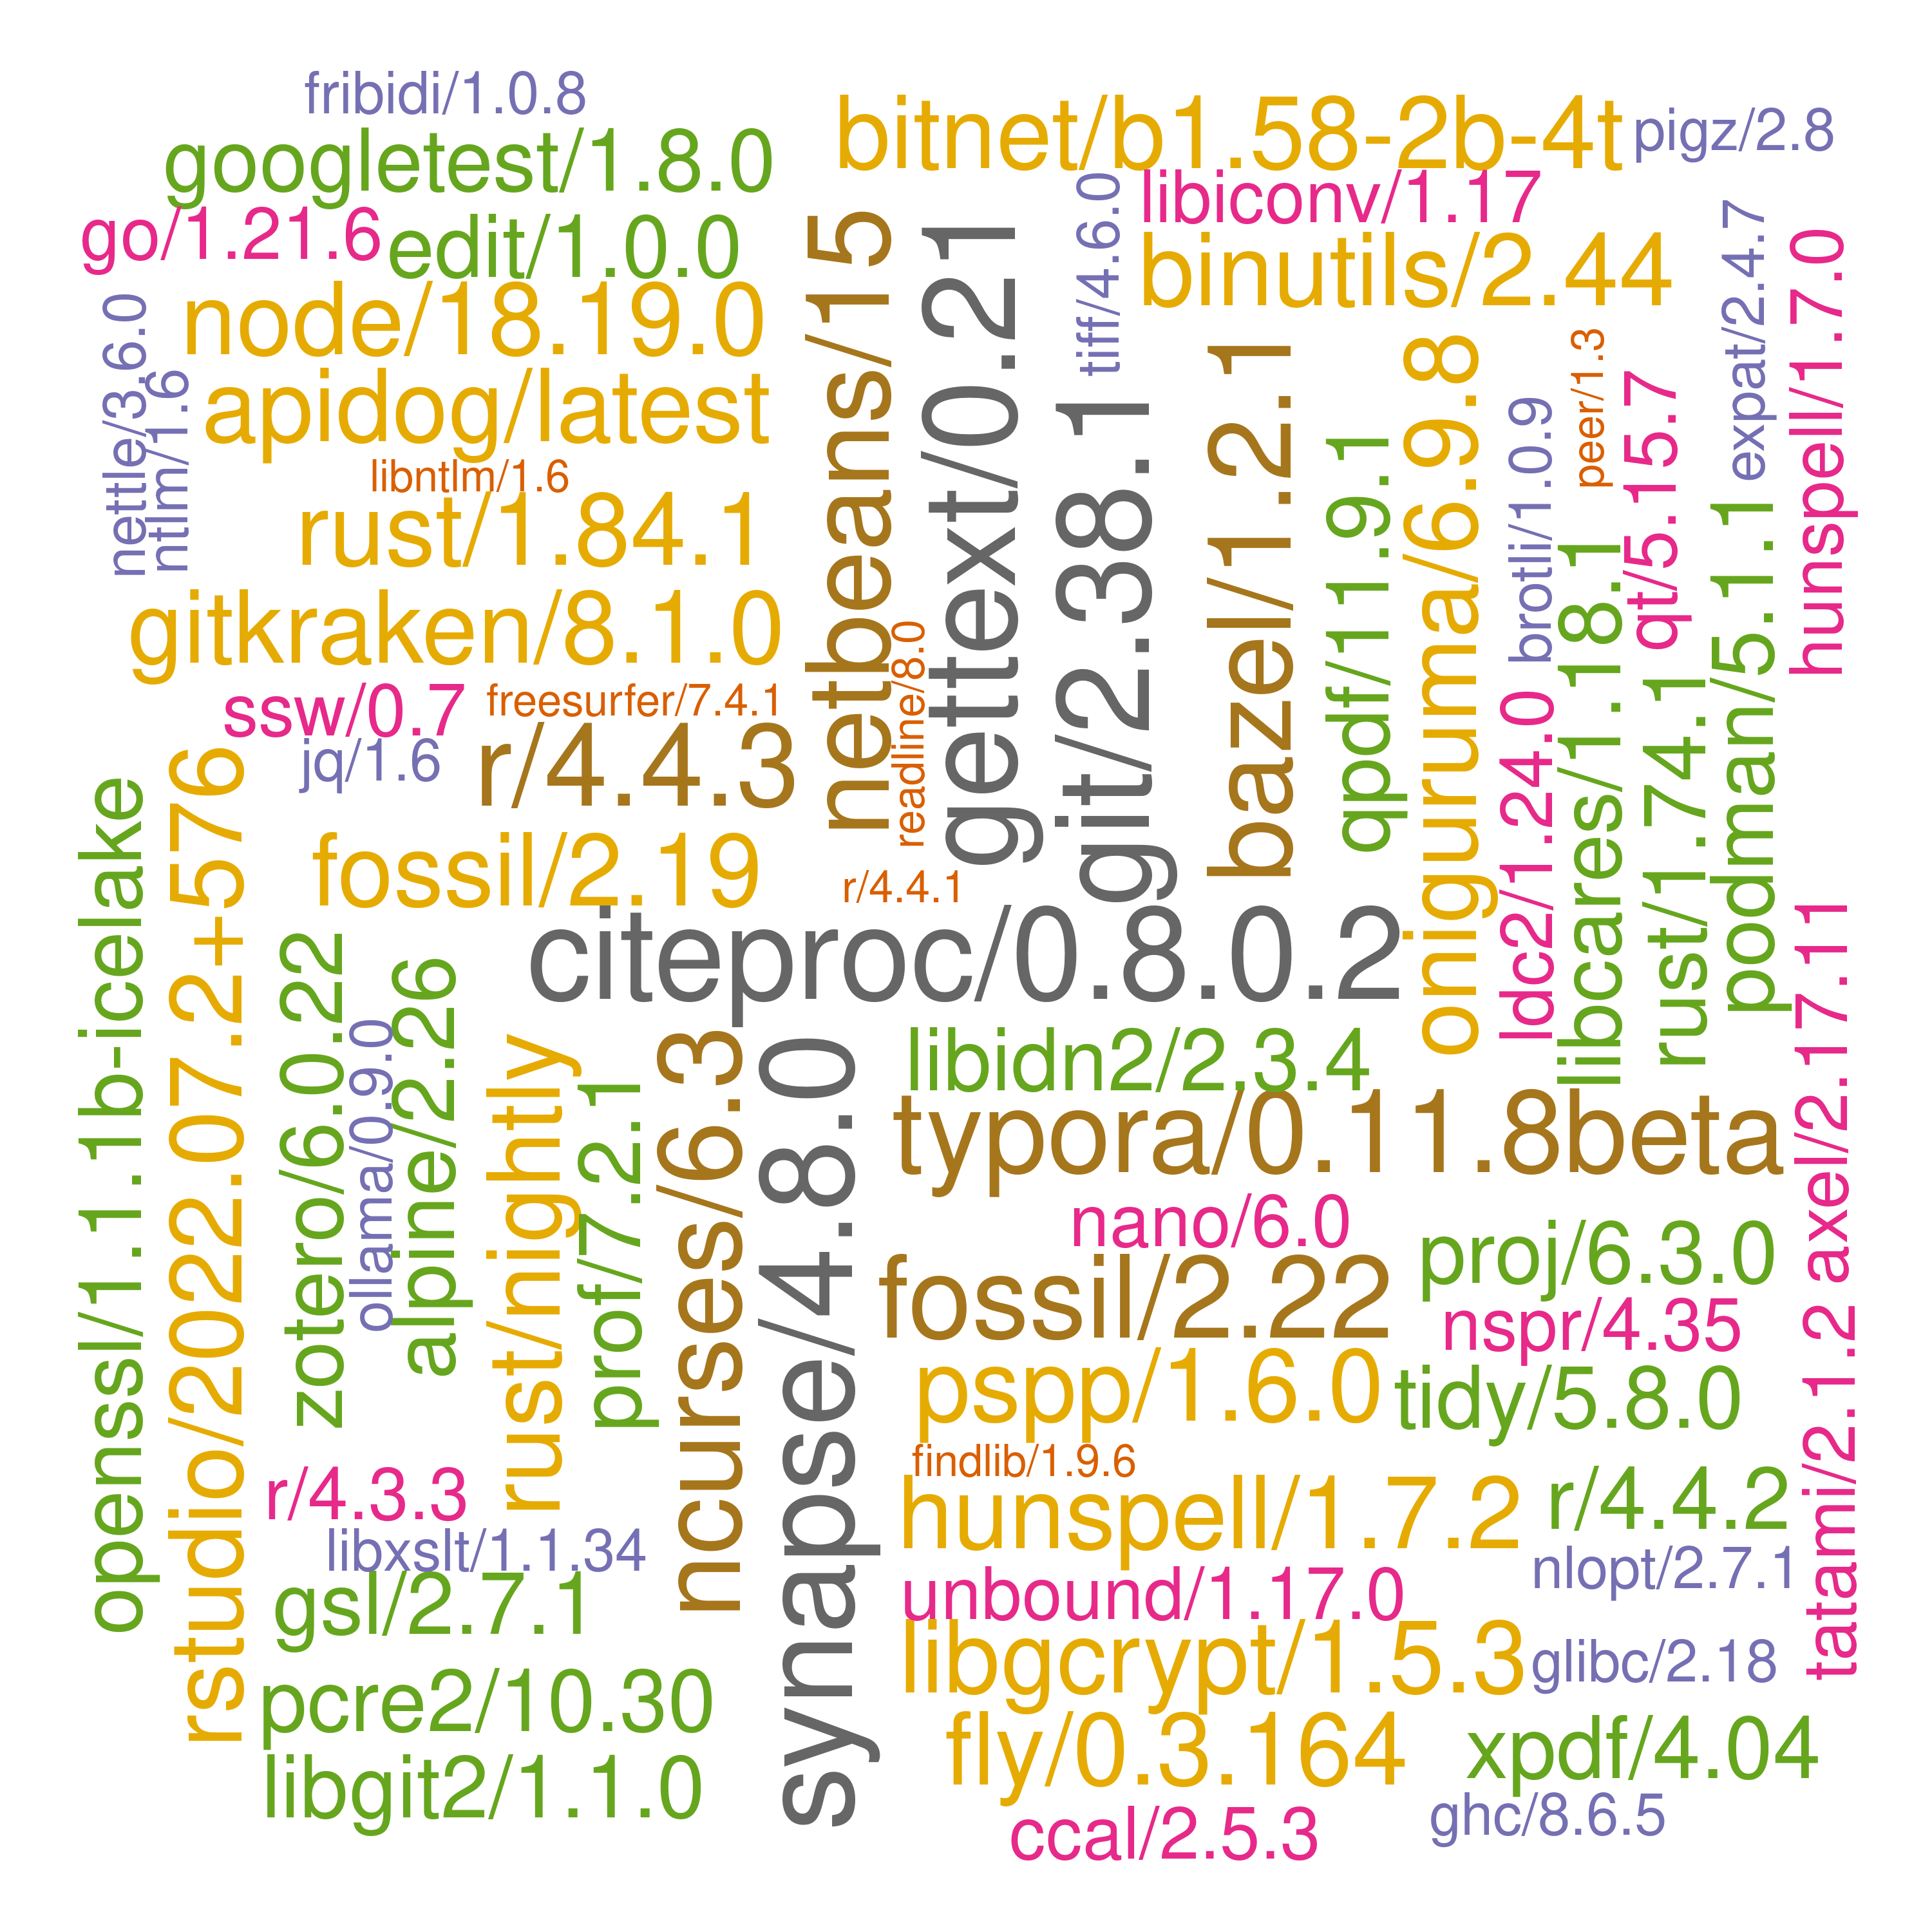 fribidi/1.0.8
bitnet/b1.58-2b-4t
pigz/2.8
googletest/1.8.0
libiconv/1.17
tiff/4.6.0
go/1.21.6
edit/1.0.0
netbeans/15
gettext/0.21
binutils/2.44
expat/2.4.7
hunspell/1.7.0
node/18.19.0
nettle/3.6.0
ntlm/1.6
apidog/latest
git/2.38.1
bazel/1.2.1
onigruruma/6.9.8
peer/1.3
qt/5.15.7
brotli/1.0.9
qpdf/11.9.1
libntlm/1.6
rust/1.84.1
podman/5.1.1
libcares/1.18.1
gitkraken/8.1.0
readline/8.0
ssw/0.7
freesurfer/7.4.1
ldc2/1.24.0
rust/1.74.1
jq/1.6
r/4.4.3
rstudio/2022.07.2+576
openssl/1.1.1b-icelake
fossil/2.19
r/4.4.1
citeproc/0.8.0.2
axel/2.17.11
zotero/6.0.22
alpine/2.26
ollama/0.9.0
rust/nightly
prof/7.2.1
ncurses/6.3
synapse/4.8.0
libidn2/2.3.4
typora/0.11.8beta
nano/6.0
proj/6.3.0
fossil/2.22
nspr/4.35
tatami/2.1.2
pspp/1.6.0
tidy/5.8.0
findlib/1.9.6
r/4.3.3
hunspell/1.7.2
r/4.4.2
libxslt/1.1.34
nlopt/2.7.1
gsl/2.7.1
unbound/1.17.0
libgcrypt/1.5.3
glibc/2.18
pcre2/10.30
fly/0.3.164
xpdf/4.04
libgit2/1.1.0
ghc/8.6.5
ccal/2.5.3